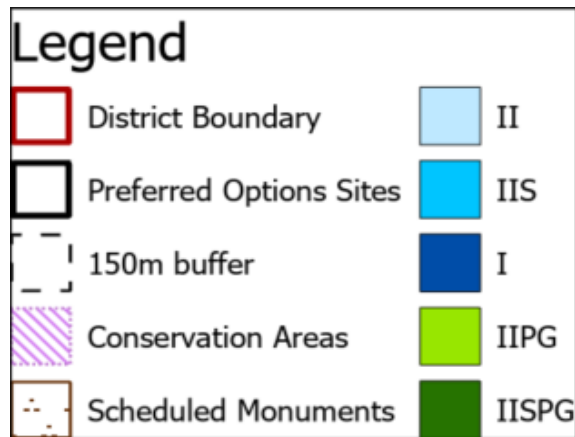 Legend
District Boundary
Preferred Options Sites
150m buffer
Conservation Areas
Scheduled Monuments
II
IIS
I
IIPG
IISPG